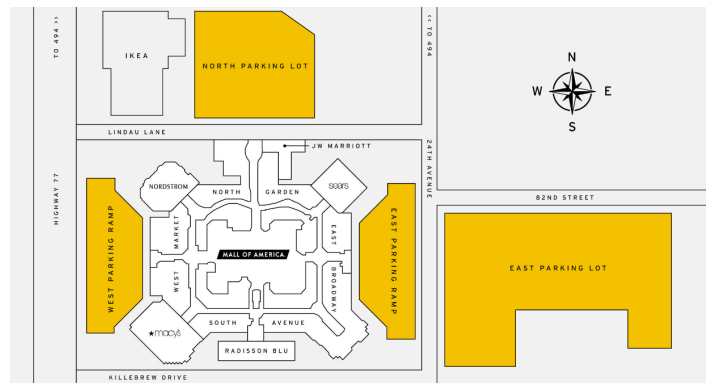 TO 494 >>
IKEA
NORTH PARKING LOT
<< TO 494
N
W
E
S
LINDAU LANE
JW MARRIOTT
24TH AVENUE
HIGHWAY 77
NORDSTROM
NORTH
GARDEN
sears
82ND STREET
WEST PARKING RAMP
MARKET
WEST
MALL OF AMERICA
EAST
BROADWAY
EAST PARKING RAMP
EAST PARKING LOT
★macy's
SOUTH
AVENUE
RADISSON BLU
KILLEBREW DRIVE